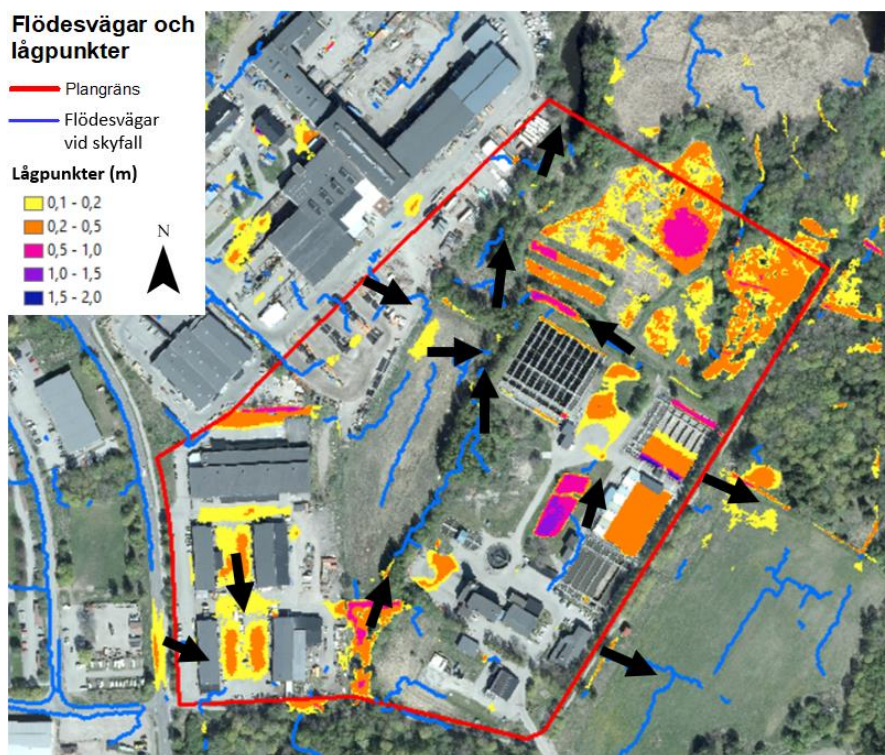 Flödesvägar och
lågpunkter
Plangräns
Flödesvägar
vid skyfall
Lågpunkter (m)
0,1 - 0,2
0,2 - 0,5
0,5 - 1,0
1,0 - 1,5
1,5 - 2,0
N